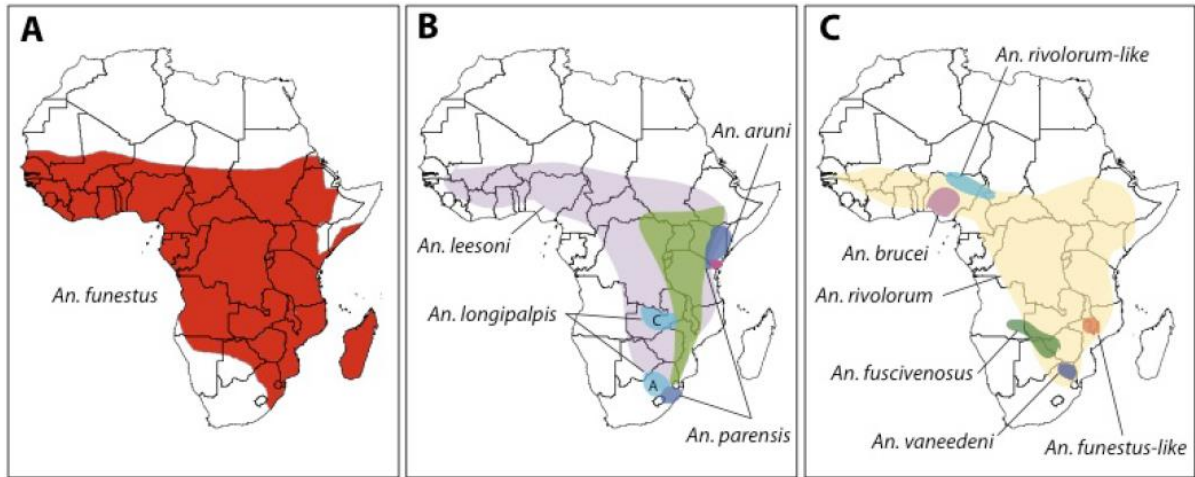 A
An. funestus
B
An. aruni
An. leesoni
An. longipalpis
C
A
An. parensis
C
An. rivolorum-like
An. brucei
An. rivolorum
An. fuscivenosus
An. vaneedeni
An. funestus-like